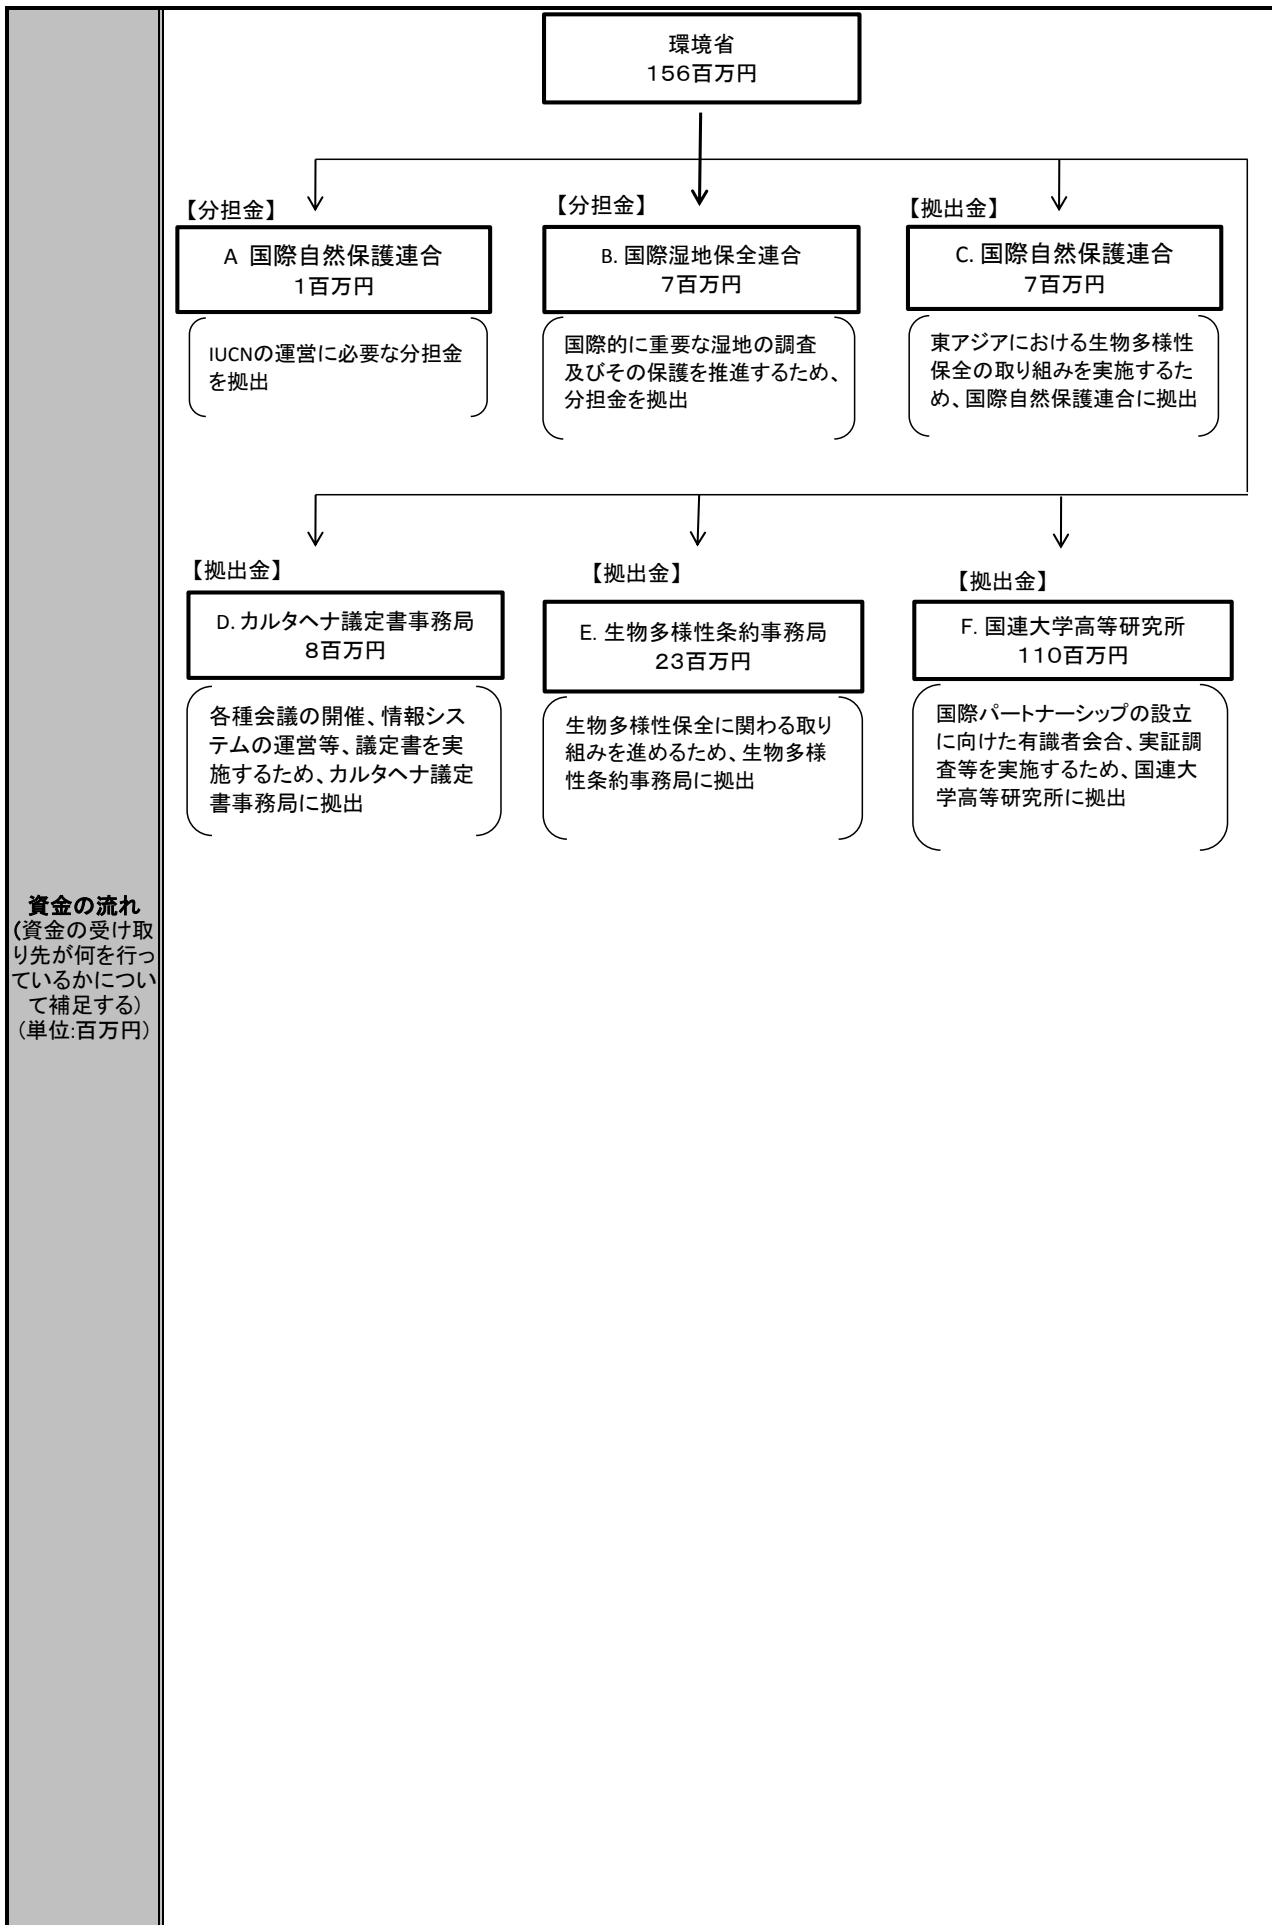 環境省
156百万円
【分担金】
A 国際自然保護連合
1百万円
IUCNの運営に必要な分担金
を拠出
【分担金】
B. 国際湿地保全連合
7百万円
国際的に重要な湿地の調査
及びその保護を推進するため、
分担金を拠出
【拠出金】
C. 国際自然保護連合
7百万円
東アジアにおける生物多様性
保全の取り組みを実施するた
め、国際自然保護連合に拠出
【拠出金】
D. カルタヘナ議定書事務局
8百万円
各種会議の開催、情報シス
テムの運営等、議定書を実
施するため、カルタヘナ議定
書事務局に拠出
【拠出金】
E. 生物多様性条約事務局
23百万円
生物多様性保全に関わる取り
組みを進めるため、生物多様
性条約事務局に拠出
【拠出金】
F. 国連大学高等研究所
110百万円
国際パートナーシップの設立
に向けた有識者会合、実証調
査等を実施するため、国連大
学高等研究所に拠出
資金の流れ
(資金の受け取
り先が何を行っ
ているかについ
て補足する)
(単位:百万円)